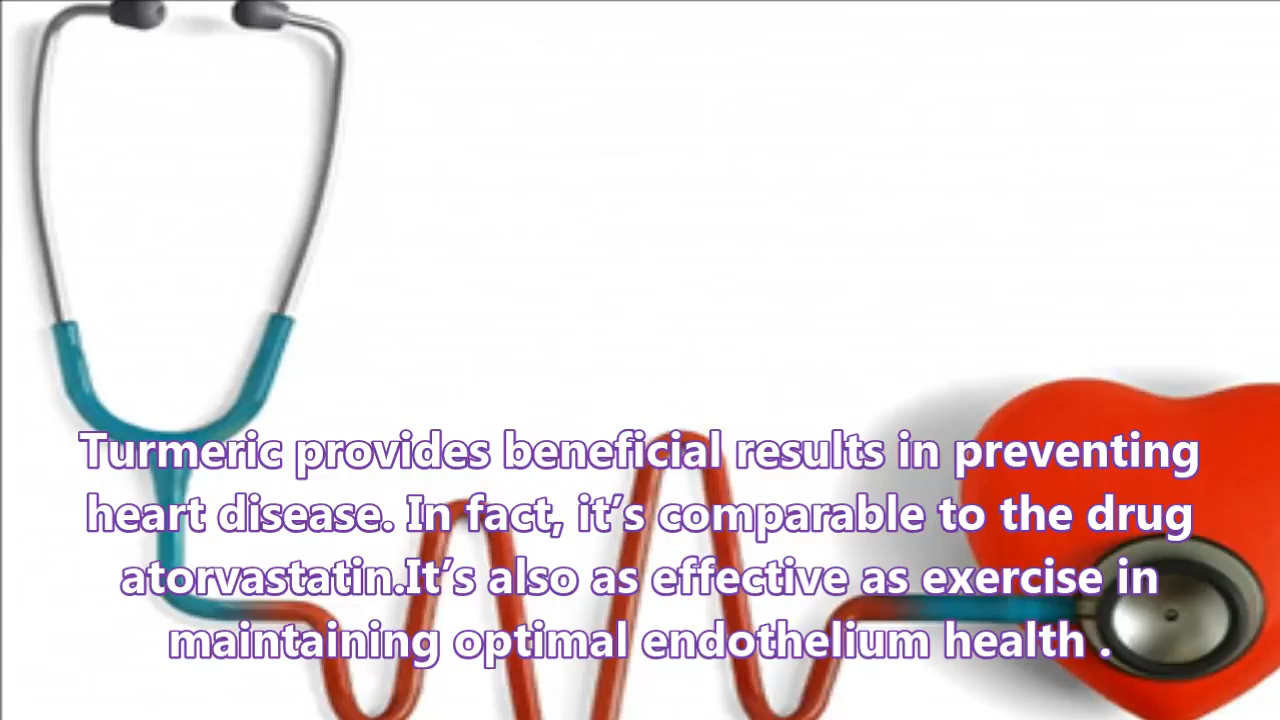 Turmeric provides beneficial results in preventing
heart disease. In fact, it’s comparable to the drug
atorvastatin.It’s also as effective as exercise in
maintaining optimal endothelium health .